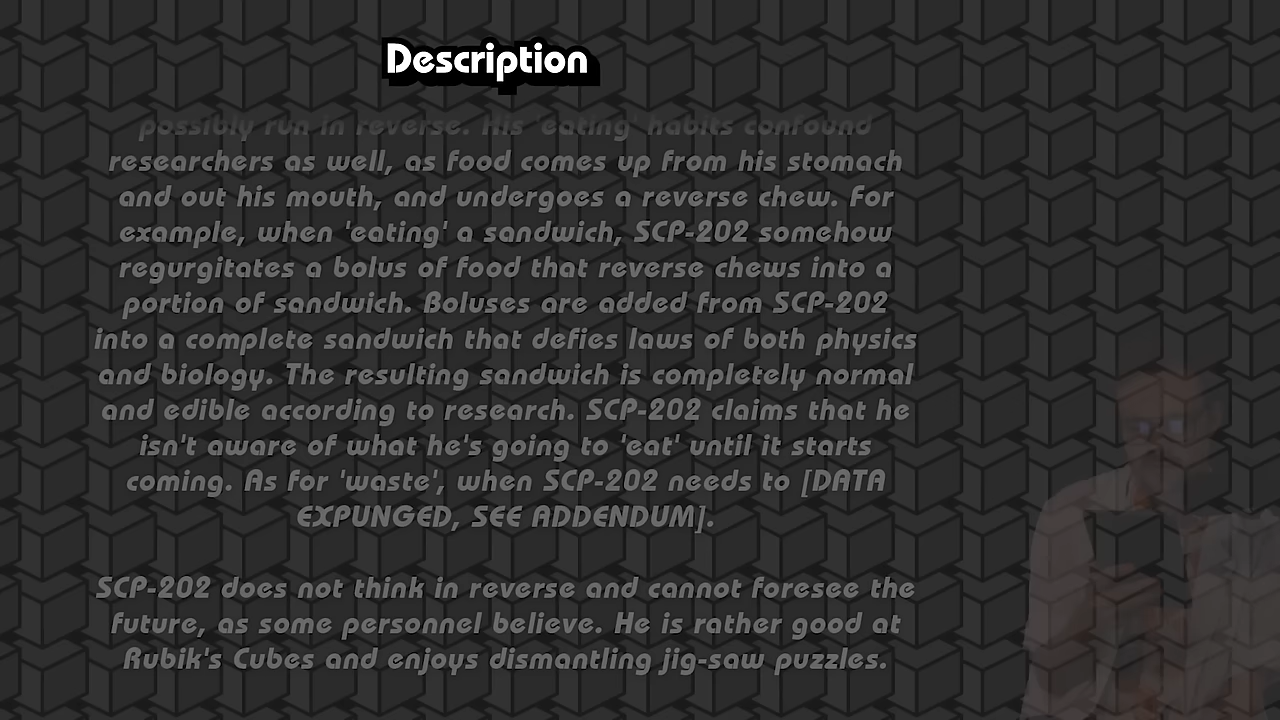 Description
possibly run in reverse. His 'eating' habits confound
researchers as well, as food comes up from his stomach
and out his mouth, and undergoes a reverse chew. For
example, when 'eating' a sandwich, SCP-202 somehow
regurgitates a bolus of food that reverse chews into a
portion of sandwich. Boluses are added from SCP-202
into a complete sandwich that defies laws of both physics
and biology. The resulting sandwich is completely normal
and edible according to research. SCP-202 claims that he
isn't aware of what he's going to 'eat' until it starts
coming. As for 'waste', when SCP-202 needs to [DATA
EXPUNGED, SEE ADDENDUM].
SCP-202 does not think in reverse and cannot foresee the
future, as some personnel believe. He is rather good at
Rubik's Cubes and enjoys dismantling jig-saw puzzles.